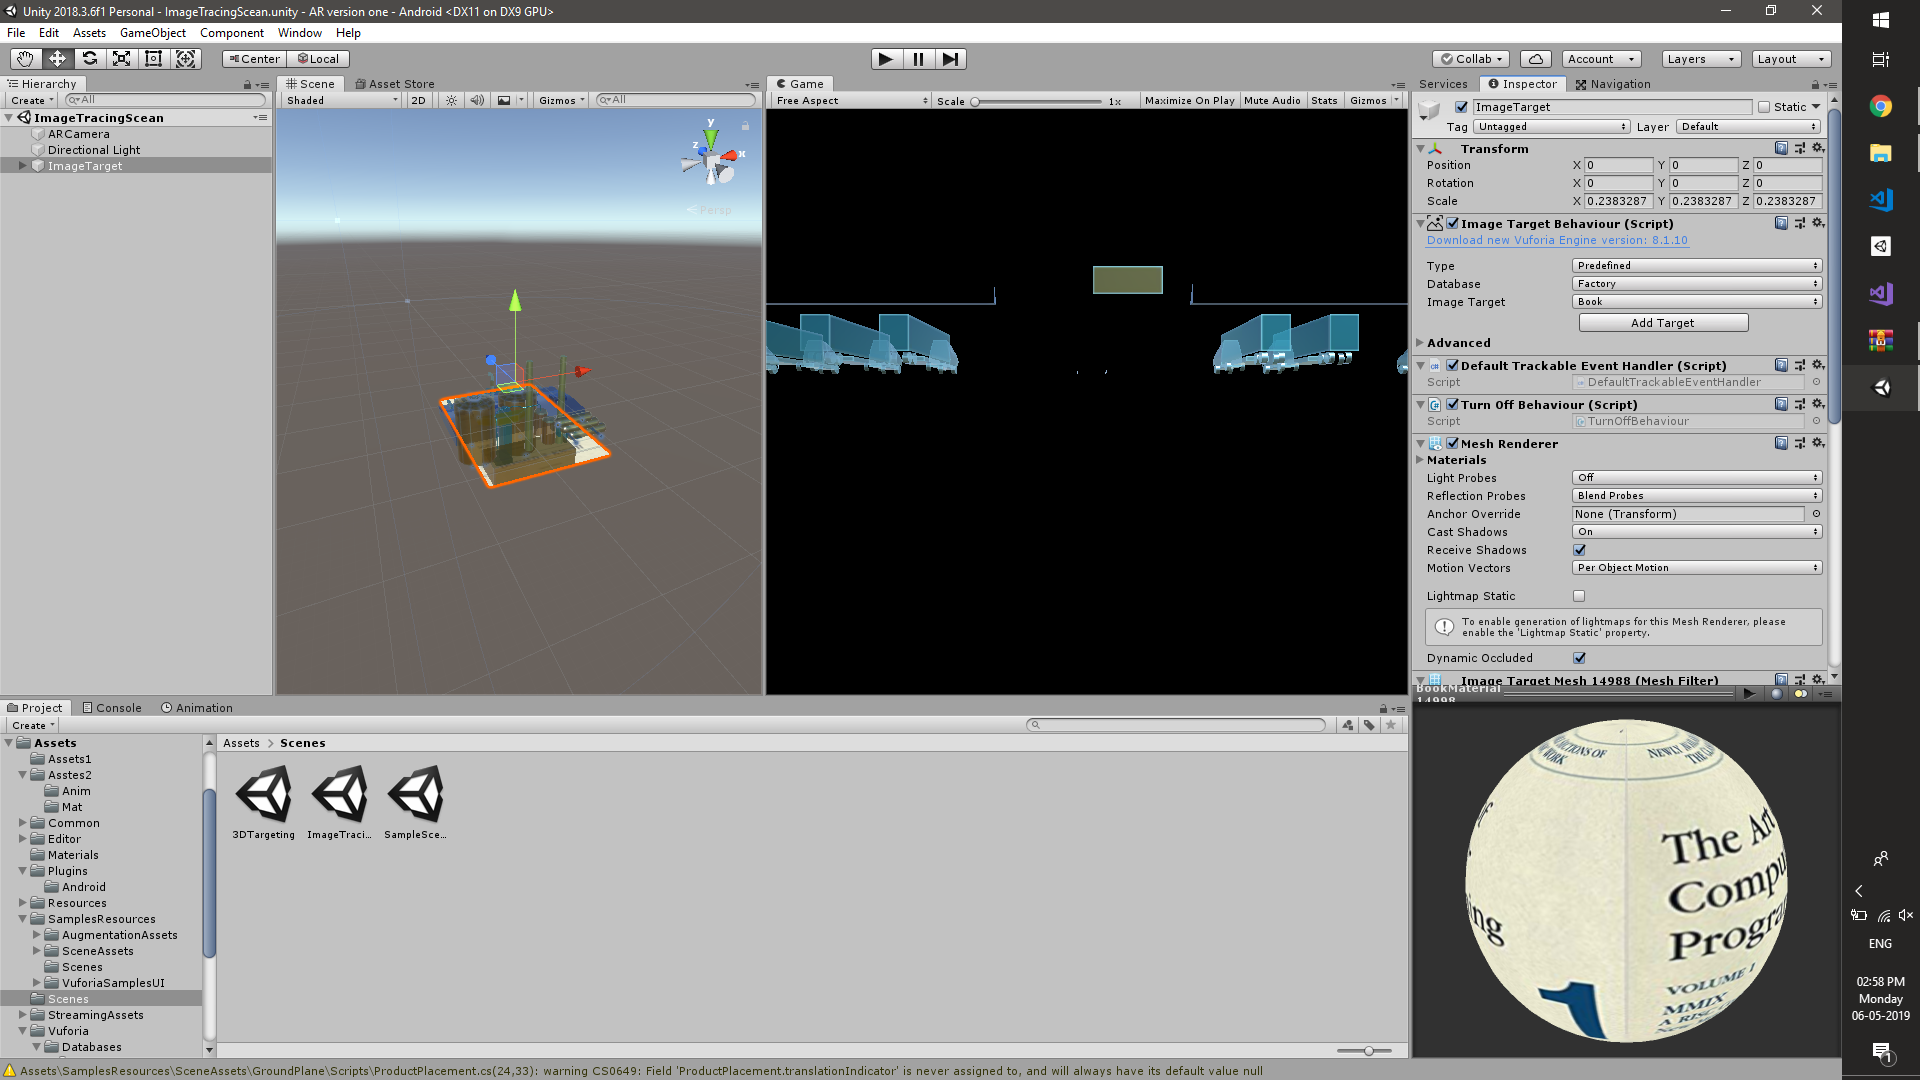 Unity 2018.3.6f1 Personal - ImageTracingScean.unity - AR version one - Android <DX11 on DX9 GPU>
File Edit Assets GameObject Component Window Help
Center Local
Collab Account Layers Layout
Hierarchy
Create All
ImageTracingScean
ARCamera
Directional Light
ImageTarget
Scene Asset Store
Shaded 2D Gizmos All
y
z
x
Persp
Game
Free Aspect Scale 1x Maximize On Play Mute Audio Stats Gizmos
Services Inspector Navigation
ImageTarget Static
Tag Untagged Layer Default
Transform
Position X 0 Y 0 Z 0
Rotation X 0 Y 0 Z 0
Scale X 0.2383287 Y 0.2383287 Z 0.2383287
Image Target Behaviour (Script)
Download new Vuforia Engine version: 8.1.10
Type Predefined
Database Factory
Image Target Book
Add Target
Advanced
Default Trackable Event Handler (Script)
Script DefaultTrackableEventHandler
Turn Off Behaviour (Script)
Script TurnOffBehaviour
Mesh Renderer
Materials
Light Probes Off
Reflection Probes Blend Probes
Anchor Override None (Transform)
Cast Shadows On
Receive Shadows
Motion Vectors Per Object Motion
Lightmap Static
To enable generation of lightmaps for this Mesh Renderer, please
enable the 'Lightmap Static' property.
Dynamic Occluded
Image Target Mesh 14988 (Mesh Filter)
BookMaterial
14998
The Art
Compu
Progra
VOLUME 1
MMIX
A RISC
ng
Project Console Animation
Create
Assets
Assets1
Asstes2
Anim
Mat
Common
Editor
Materials
Plugins
Android
Resources
SamplesResources
AugmentationAssets
SceneAssets
Scenes
VuforiaSamplesUI
Scenes
StreamingAssets
Vuforia
Databases
Assets > Scenes
3DTargeting ImageTraci... SampleSce...
Assets\SamplesResources\SceneAssets\GroundPlane\Scripts\ProductPlacement.cs(24,33): warning CS0649: Field 'ProductPlacement.translationIndicator' is never assigned to, and will always have its default value null
ENG
02:58 PM
Monday
06-05-2019
1